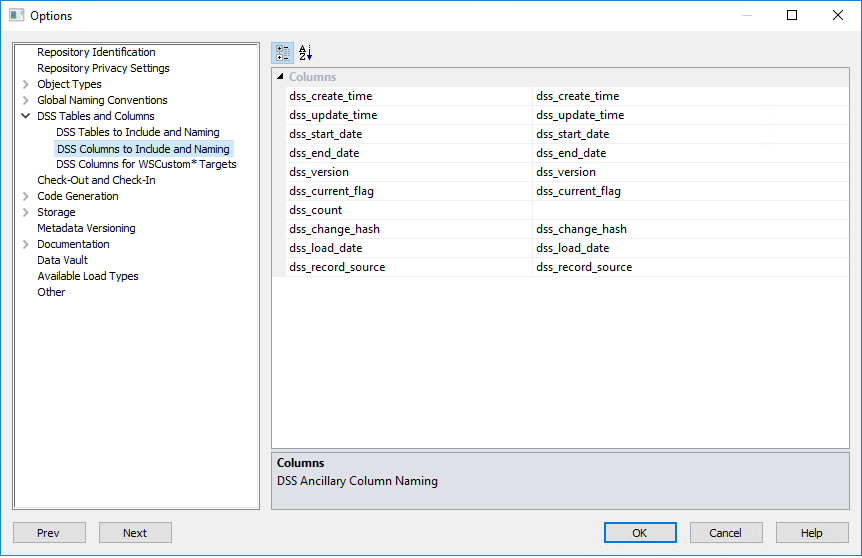 Options
Repository Identification
Repository Privacy Settings
Object Types
Global Naming Conventions
DSS Tables and Columns
DSS Tables to Include and Naming
DSS Columns to Include and Naming
DSS Columns for WSCustom* Targets
Check-Out and Check-In
Code Generation
Storage
Metadata Versioning
Documentation
Data Vault
Available Load Types
Other
A
Z
Columns
dss_create_time dss_create_time
dss_update_time dss_update_time
dss_start_date dss_start_date
dss_end_date dss_end_date
dss_version dss_version
dss_current_flag dss_current_flag
dss_count
dss_change_hash dss_change_hash
dss_load_date dss_load_date
dss_record_source dss_record_source
Columns
DSS Ancillary Column Naming
Prev Next OK Cancel Help